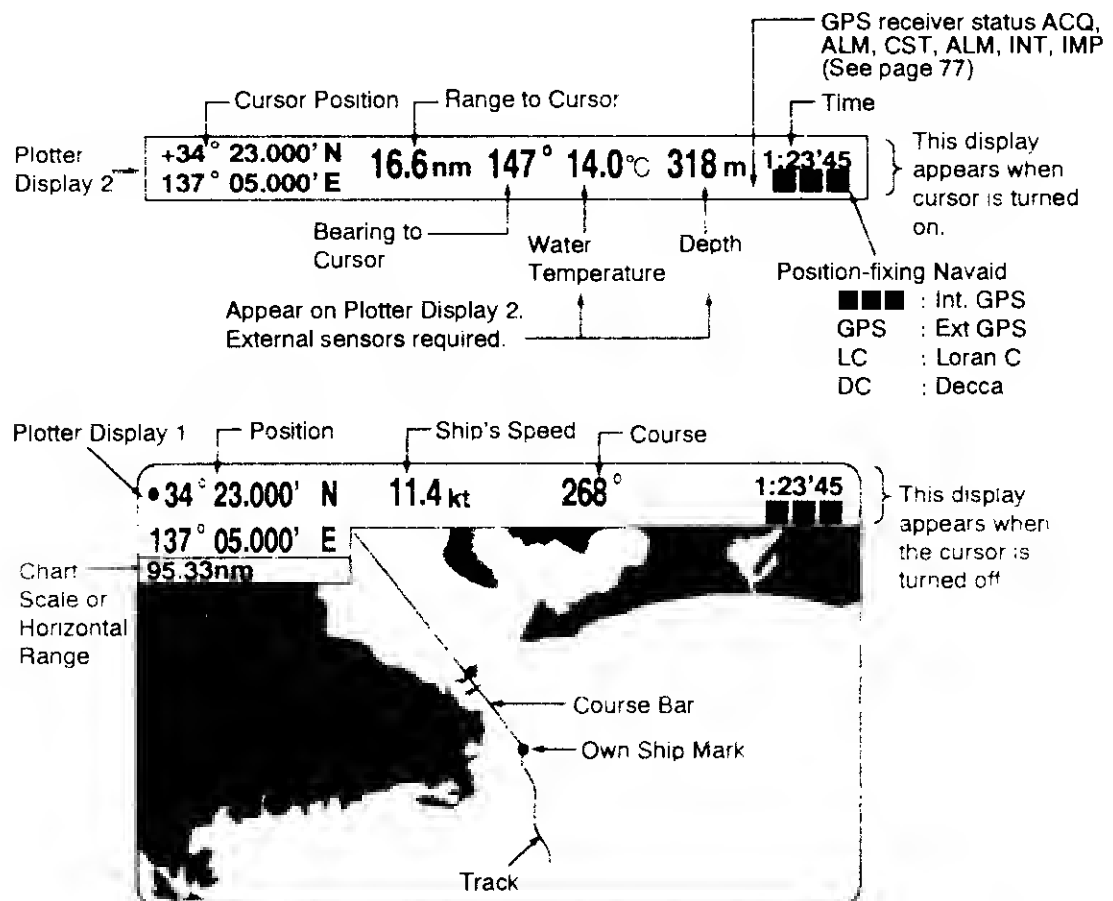 GPS receiver status ACQ,
ALM, CST, ALM, INT, IMP
(See page 77)
Cursor Position
Range to Cursor
Time
Plotter
Display 2
+34° 23.000' N
137° 05.000' E
16.6 nm 147° 14.0°C 318 m
1:23'45
■■■
This display
appears when
cursor is turned
on.
Bearing to
Cursor
Water
Temperature
Depth
Appear on Plotter Display 2.
External sensors required.
Position-fixing Navaid
■■■ : Int. GPS
GPS : Ext GPS
LC : Loran C
DC : Decca
Plotter Display 1
Position
Ship's Speed
Course
●34° 23.000' N
137° 05.000' E
95.33nm
11.4 kt
268°
1:23'45
■■■
This display
appears when
the cursor is
turned off
Chart
Scale or
Horizontal
Range
Course Bar
Own Ship Mark
Track